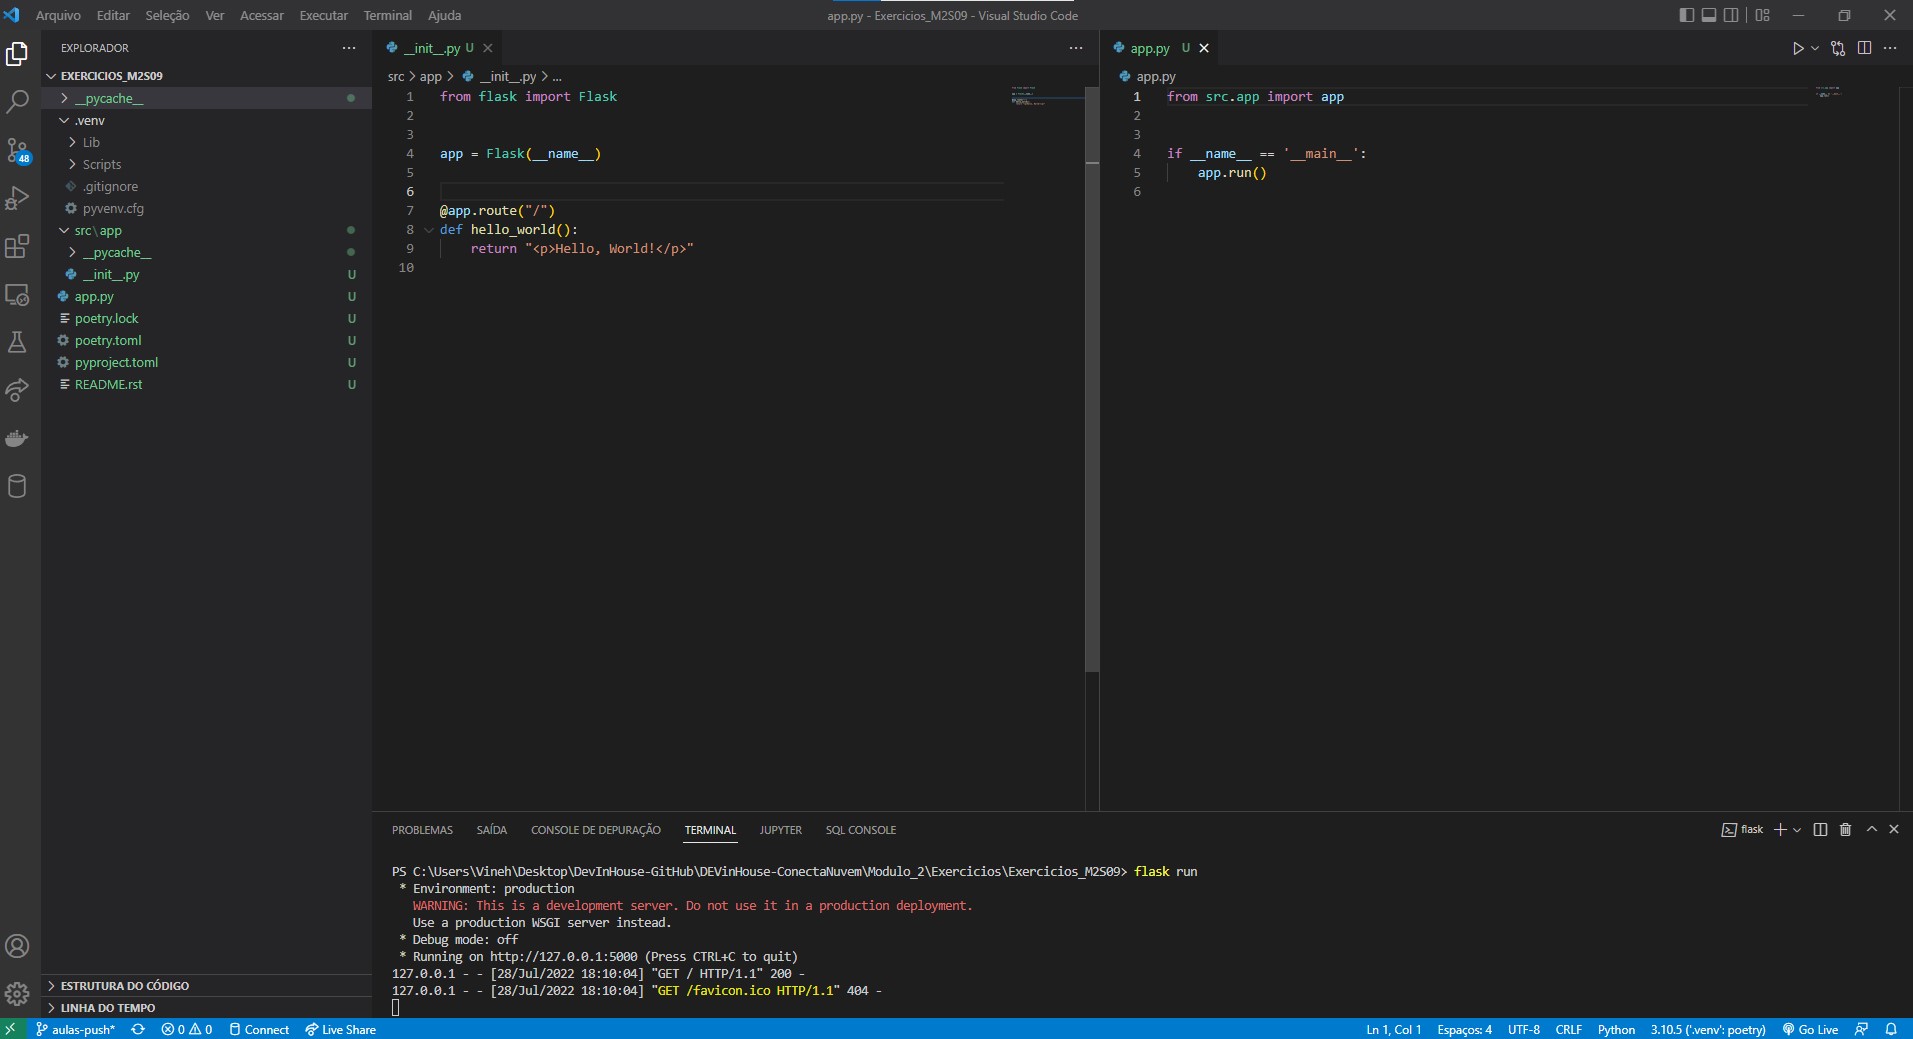 Arquivo Editar Seleção Ver Acessar Executar Terminal Ajuda
app.py - Exercicios_M2S09 - Visual Studio Code
EXPLORADOR
EXERCICIOS_M2S09
__pycache__
.venv
Lib
Scripts
.gitignore
pyvenv.cfg
src\app
__pycache__
__init__.py U
app.py U
poetry.lock U
poetry.toml U
pyproject.toml U
README.rst U
ESTRUTURA DO CÓDIGO
LINHA DO TEMPO
48
__init__.py U
src > app > __init__.py > ...
1 from flask import Flask
2
3
4 app = Flask(__name__)
5
6
7 @app.route("/")
8 def hello_world():
9 return "<p>Hello, World!</p>"
10
app.py U
app.py
1 from src.app import app
2
3
4 if __name__ == '__main__':
5 app.run()
6
PROBLEMAS SAÍDA CONSOLE DE DEPURAÇÃO TERMINAL JUPYTER SQL CONSOLE
flask
PS C:\Users\Vineh\Desktop\DevInHouse-GitHub\DEVinHouse-ConectaNuvem\Modulo_2\Exercicios\Exercicios_M2S09> flask run
* Environment: production
WARNING: This is a development server. Do not use it in a production deployment.
Use a production WSGI server instead.
* Debug mode: off
* Running on http://127.0.0.1:5000 (Press CTRL+C to quit)
127.0.0.1 - - [28/Jul/2022 18:10:04] "GET / HTTP/1.1" 200 -
127.0.0.1 - - [28/Jul/2022 18:10:04] "GET /favicon.ico HTTP/1.1" 404 -
aulas-push* 0 0 Connect Live Share
Ln 1, Col 1 Espaços: 4 UTF-8 CRLF Python 3.10.5 ('.venv': poetry) Go Live